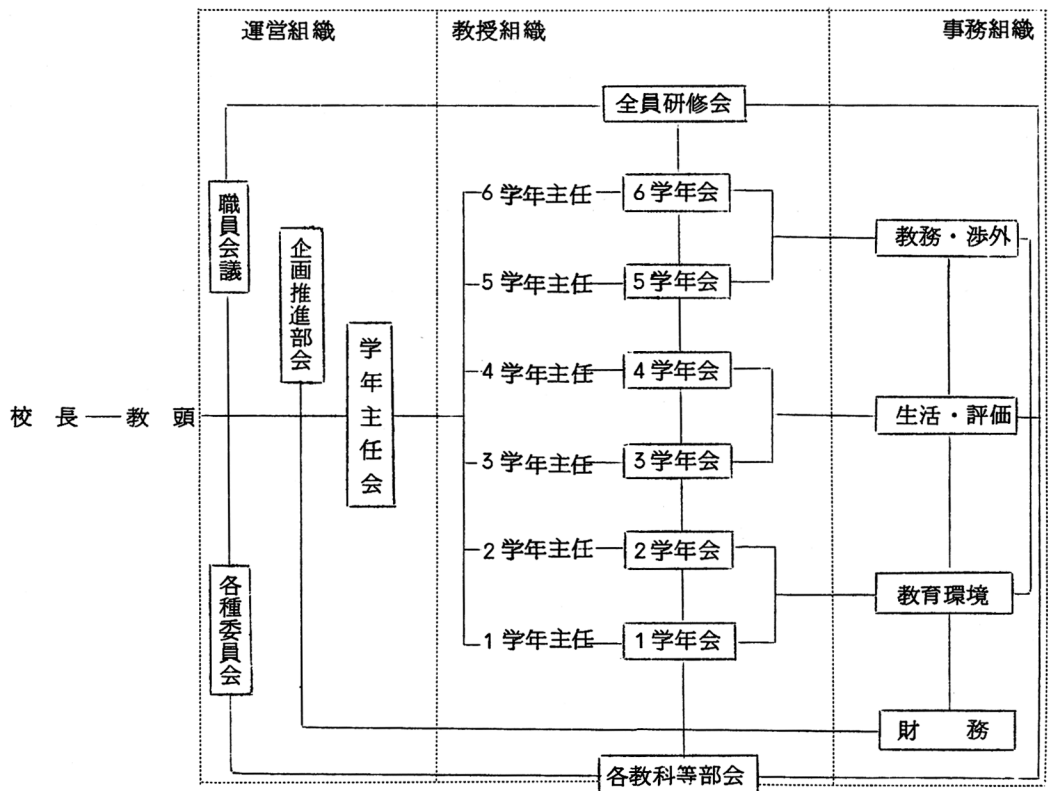 運営組織
教授組織
事務組織
全員研修会
職員会議
企画推進部会
学年主任会
校長
教頭
各種委員会
6学年主任
6学年会
5学年主任
5学年会
4学年主任
4学年会
3学年主任
3学年会
2学年主任
2学年会
1学年主任
1学年会
教務・渉外
生活・評価
教育環境
財務
各教科等部会